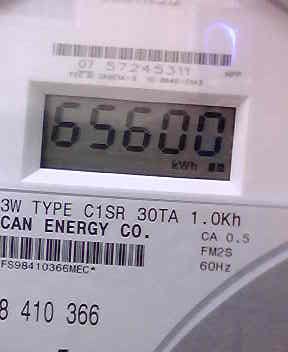 07 57245311
65600
kWh
3W TYPE C1SR 30TA 1.0Kh
CAN ENERGY CO.
CA 0.5
FM2S
FS98410366MEC*
60Hz
8 410 366